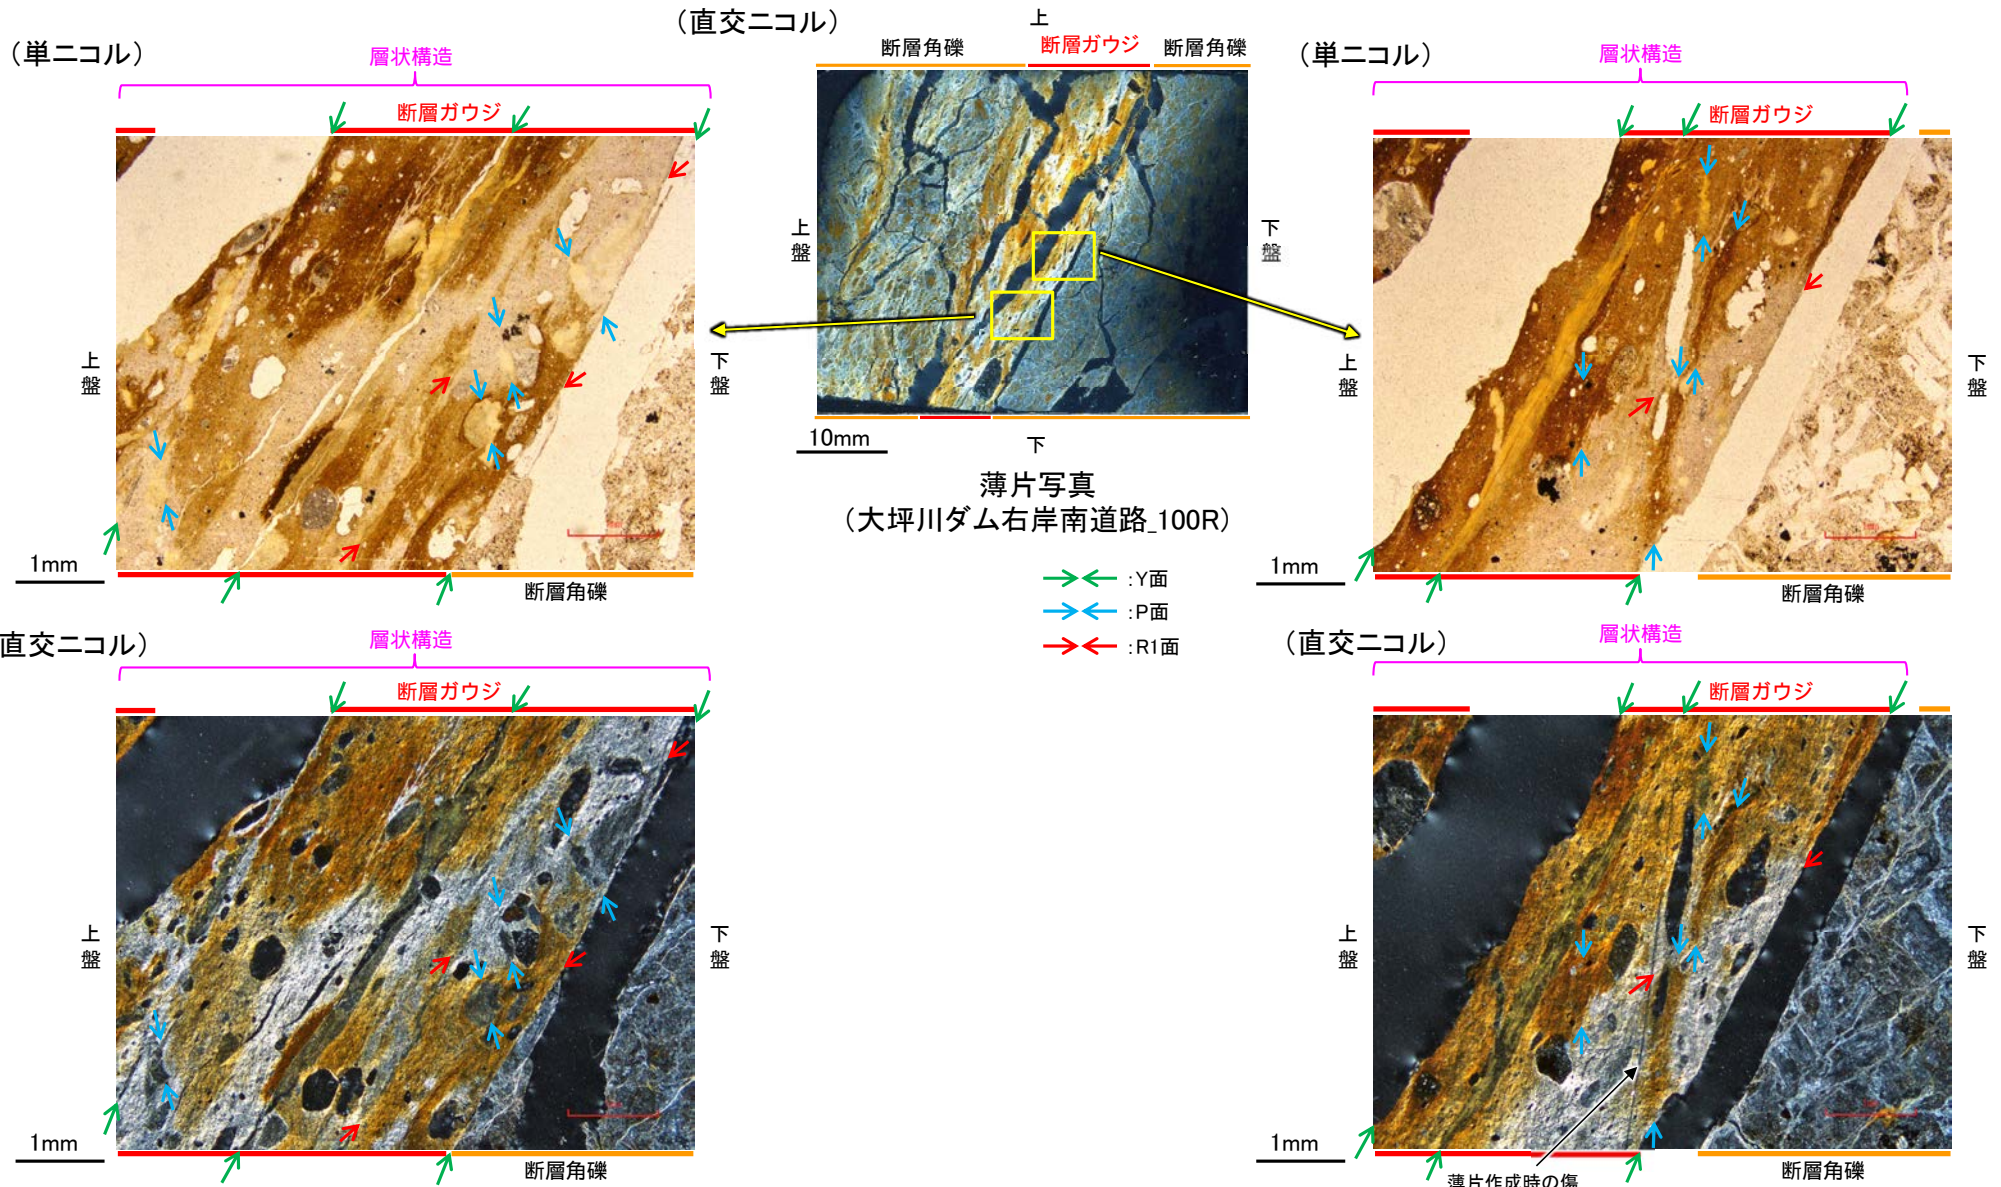 （直交ニコル）
上
断層角礫
断層ガウジ
断層角礫
上盤
下盤
10mm
下
薄片写真
（大坪川ダム右岸南道路_100R）
:Y面
:P面
:R1面
（単ニコル）
層状構造
断層ガウジ
上盤
下盤
1mm
断層角礫
（単ニコル）
層状構造
断層ガウジ
上盤
下盤
1mm
断層角礫
直交ニコル）
層状構造
断層ガウジ
上盤
下盤
1mm
断層角礫
（直交ニコル）
層状構造
断層ガウジ
上盤
下盤
1mm
断層角礫
薄片作成時の傷